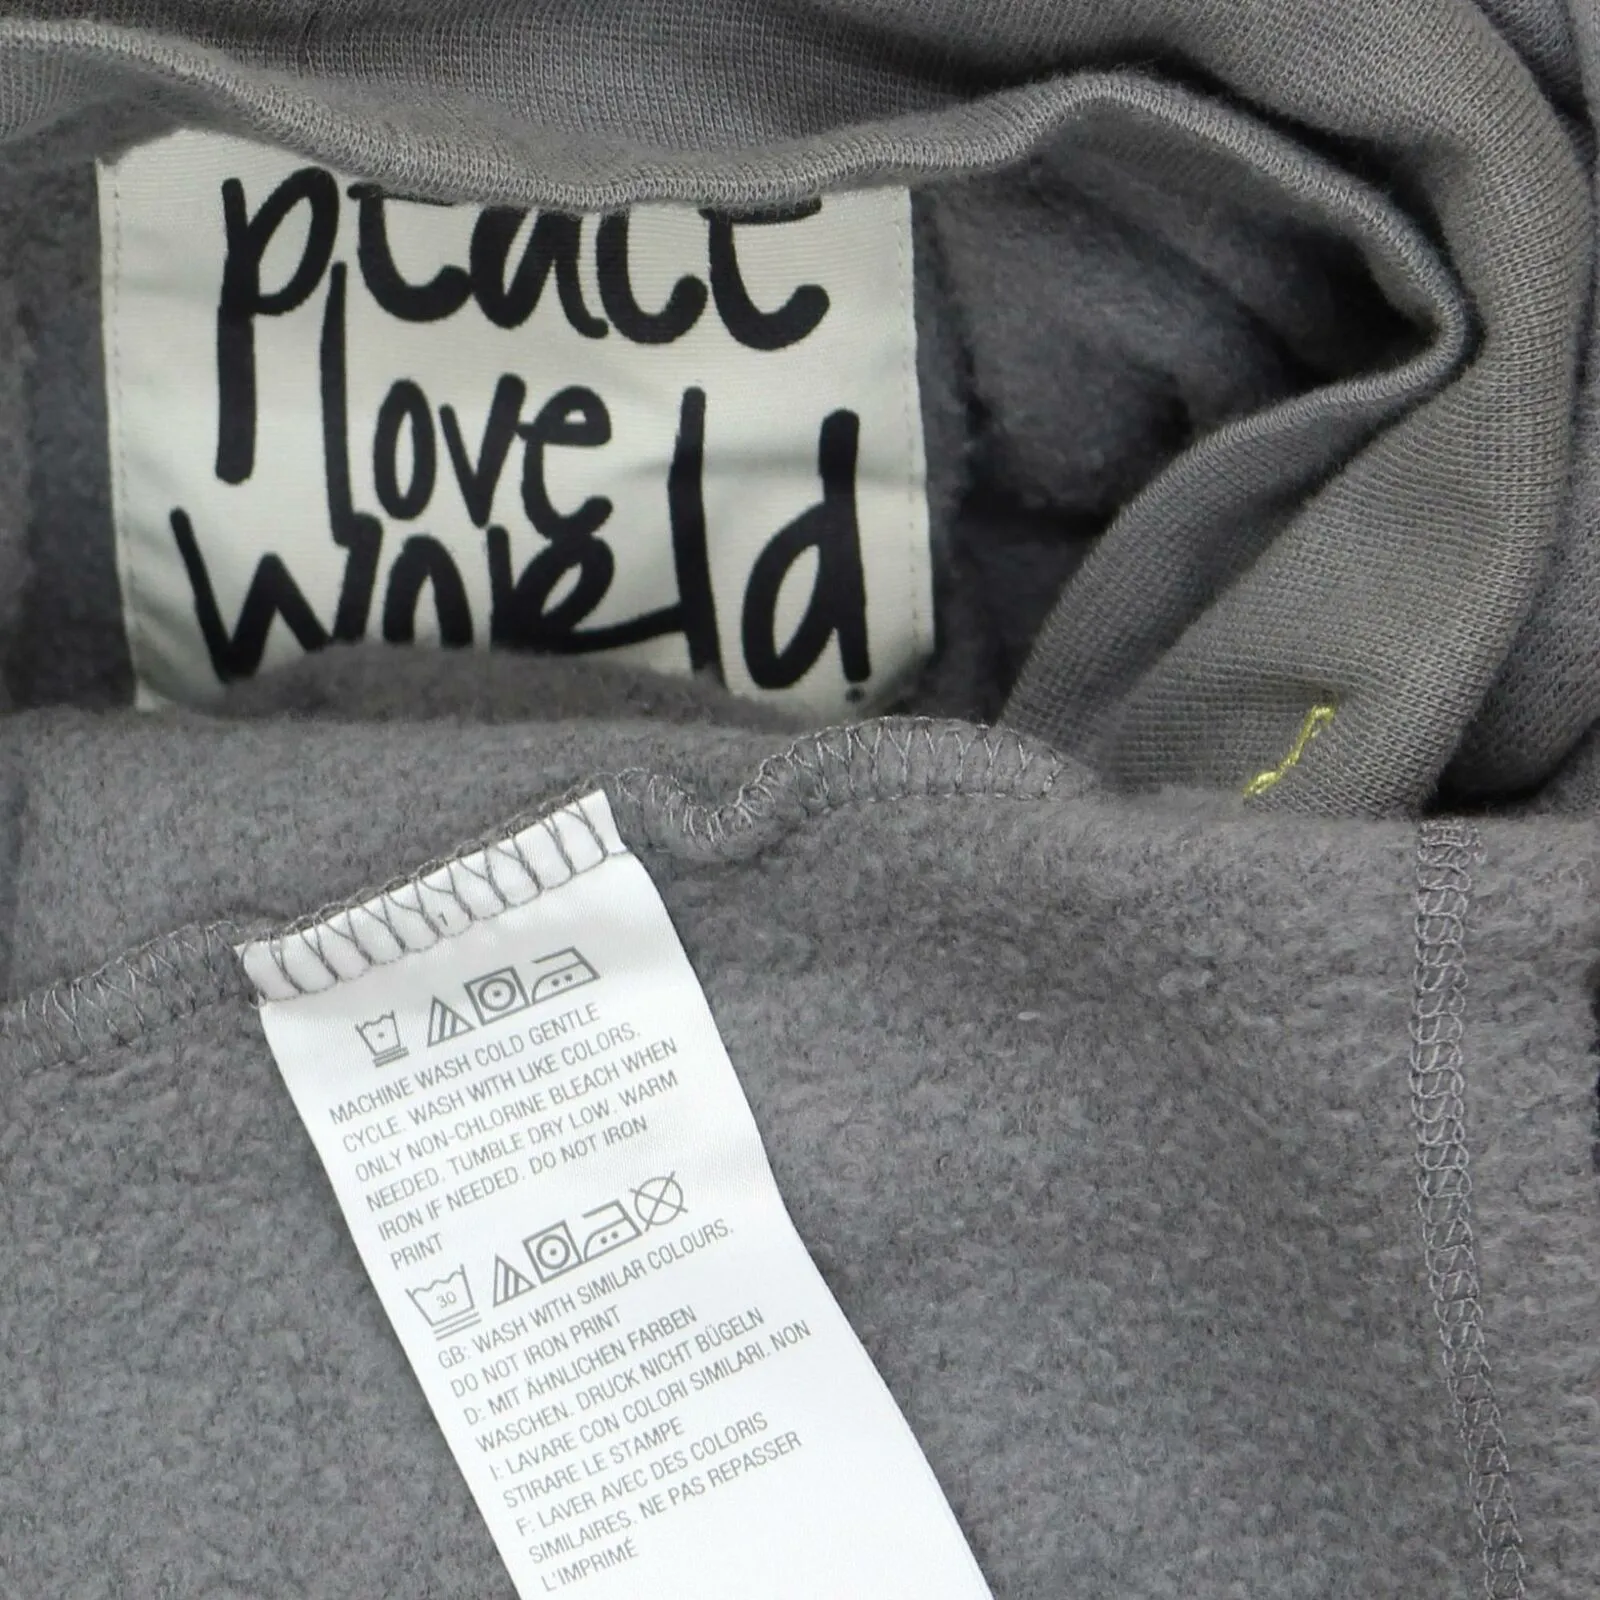 peace
love
world
MACHINE WASH COLD GENTLE
CYCLE. WASH WITH LIKE COLORS.
ONLY NON-CHLORINE BLEACH WHEN
NEEDED. TUMBLE DRY LOW. WARM
IRON IF NEEDED. DO NOT IRON
PRINT
30
GB: WASH WITH SIMILAR COLOURS.
DO NOT IRON PRINT
D: MIT ÄHNLICHEN FARBEN
WASCHEN. DRUCK NICHT BÜGELN
I: LAVARE CON COLORI SIMILARI. NON
STIRARE LE STAMPE
F: LAVER AVEC DES COLORIS
SIMILAIRES. NE PAS REPASSER
L'IMPRIMÉ